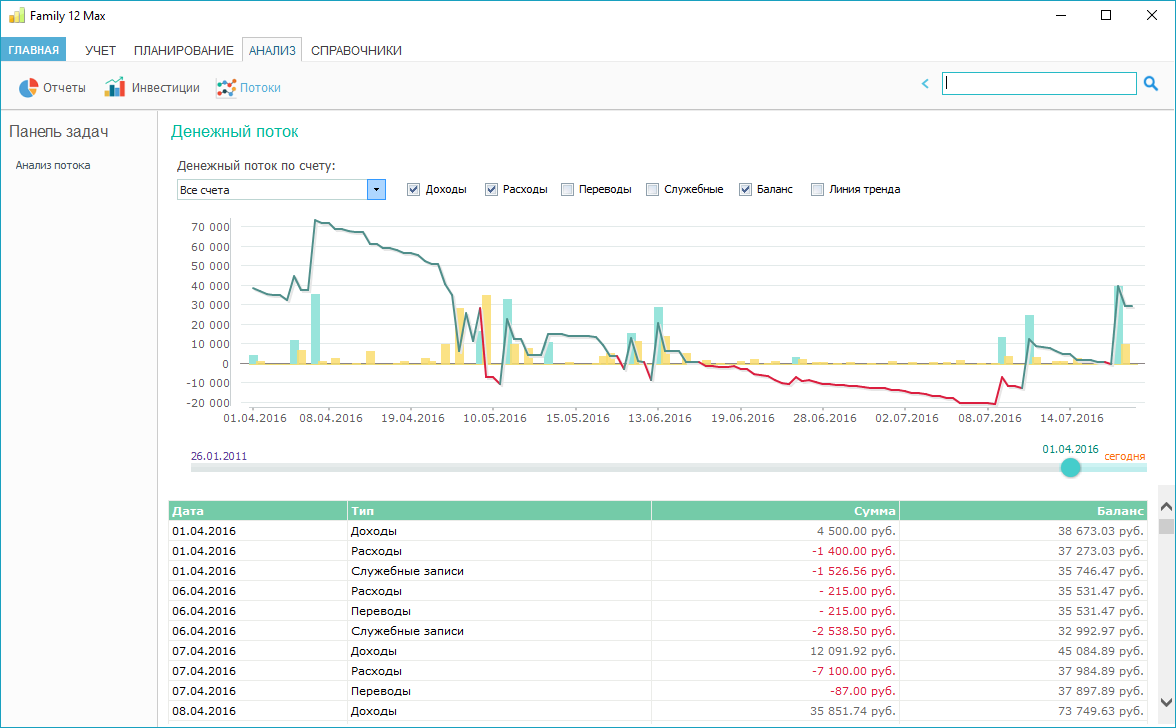 Family 12 Max
ГЛАВНАЯ УЧЕТ ПЛАНИРОВАНИЕ АНАЛИЗ СПРАВОЧНИКИ
Отчеты Инвестиции Потоки
Панель задач
Анализ потока
Денежный поток
Денежный поток по счету:
Все счета Доходы Расходы Переводы Служебные Баланс Линия тренда
70 000
60 000
50 000
40 000
30 000
20 000
10 000
0
-10 000
-20 000
01.04.2016 08.04.2016 19.04.2016 10.05.2016 15.05.2016 13.06.2016 19.06.2016 28.06.2016 02.07.2016 08.07.2016 14.07.2016
26.01.2011 01.04.2016 сегодня
Дата Тип Сумма Баланс
01.04.2016 Доходы 4 500.00 руб. 38 673.03 руб.
01.04.2016 Расходы -1 400.00 руб. 37 273.03 руб.
01.04.2016 Служебные записи -1 526.56 руб. 35 746.47 руб.
06.04.2016 Расходы - 215.00 руб. 35 531.47 руб.
06.04.2016 Переводы - 215.00 руб. 35 531.47 руб.
06.04.2016 Служебные записи -2 538.50 руб. 32 992.97 руб.
07.04.2016 Доходы 12 091.92 руб. 45 084.89 руб.
07.04.2016 Расходы -7 100.00 руб. 37 984.89 руб.
07.04.2016 Переводы -87.00 руб. 37 897.89 руб.
08.04.2016 Доходы 35 851.74 руб. 73 749.63 руб.